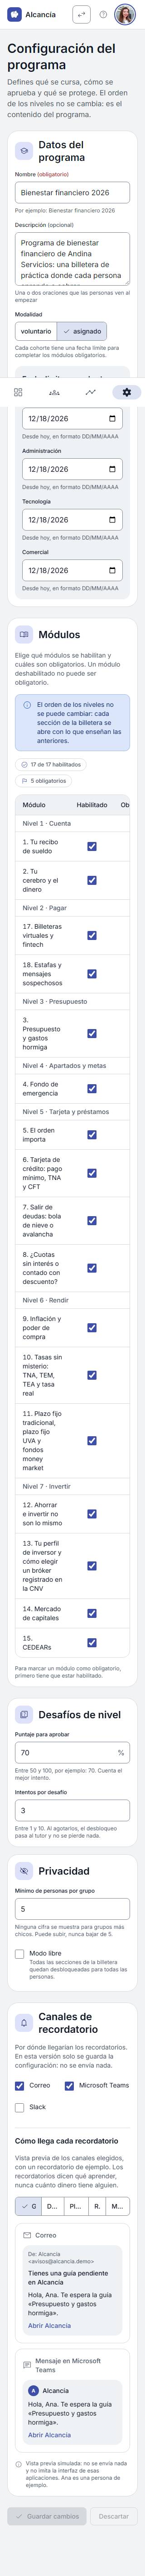 Alcancía
Configuración del
programa
Definís qué se cursa, cómo se
aprueba y qué se protege. El orden
de los niveles no se cambia: es el
contenido del programa.
Datos del
programa
Nombre (obligatorio)
Bienestar financiero 2026
Por ejemplo: Bienestar financiero 2026
Descripción (opcional)
Programa de bienestar
financiero de Andina
Servicios: una billetera de
práctica donde cada persona
Una o dos oraciones que las personas ven al
empezar
Modalidad
voluntario
asignado
Cada cohorte tiene una fecha límite para
completar los módulos obligatorios.
12/18/2026
Desde hoy, en formato DD/MM/AAAA
Administración
12/18/2026
Desde hoy, en formato DD/MM/AAAA
Tecnología
12/18/2026
Desde hoy, en formato DD/MM/AAAA
Comercial
12/18/2026
Desde hoy, en formato DD/MM/AAAA
Módulos
Elegí qué módulos se habilitan y
cuáles son obligatorios. Un módulo
deshabilitado no puede ser
obligatorio.
El orden de los niveles no
se puede cambiar: cada
sección de la billetera se
abre con lo que enseñan las
anteriores.
17 de 17 habilitados
5 obligatorios
Módulo Habilitado Ob
Nivel 1 · Cuenta
1. Tu recibo
de sueldo
2. Tu
cerebro y el
dinero
Nivel 2 · Pagar
17. Billeteras
virtuales y
fintech
18. Estafas y
mensajes
sospechosos
Nivel 3 · Presupuesto
3.
Presupuesto
y gastos
hormiga
Nivel 4 · Apartados y metas
4. Fondo de
emergencia
Nivel 5 · Tarjeta y préstamos
5. El orden
importa
6. Tarjeta de
crédito: pago
mínimo, TNA
y CFT
7. Salir de
deudas: bola
de nieve o
avalancha
8. ¿Cuotas
sin interés o
contado con
descuento?
Nivel 6 · Rendir
9. Inflación y
poder de
compra
10. Tasas sin
misterio:
TNA, TEM,
TEA y tasa
real
11. Plazo fijo
tradicional,
plazo fijo
UVA y
fondos
money
market
Nivel 7 · Invertir
12. Ahorrar
e invertir no
son lo mismo
13. Tu perfil
de inversor y
cómo elegir
un bróker
registrado en
la CNV
14. Mercado
de capitales
15.
CEDEARs
Para marcar un módulo como obligatorio,
primero tiene que estar habilitado.
Desafíos de nivel
Puntaje para aprobar
70 %
Entre 50 y 100, por ejemplo: 70. Cuenta el
mejor intento.
Intentos por desafío
3
Entre 1 y 10. Al agotarlos, el desbloqueo
pasa al tutor y no se pierde nada.
Privacidad
Mínimo de personas por grupo
5
Ninguna cifra se muestra para grupos más
chicos. Puede subir, nunca bajar de 5.
Modo libre
Todas las secciones de la billetera
quedan desbloqueadas para todas las
personas.
Canales de
recordatorio
Por dónde llegarían los recordatorios.
En esta versión solo se guarda la
configuración: no se envía nada.
Correo
Microsoft Teams
Slack
Cómo llega cada recordatorio
Vista previa de los canales elegidos,
con un recordatorio de ejemplo. Los
recordatorios dicen qué aprender,
nunca cuánto dinero tiene alguien.
G D... Pl... R. M...
Correo
De: Alcancía
<avisos@alcancia.demo>
Tienes una guía pendiente
en Alcancía
Hola, Ana. Te espera la guía
«Presupuesto y gastos
hormiga».
Abrir Alcancía
Mensaje en Microsoft
Teams
A Alcancía
Hola, Ana. Te espera la guía
«Presupuesto y gastos
hormiga».
Abrir Alcancía
Vista previa simulada: no se envía nada
y no imita la interfaz de esas
aplicaciones. Ana es una persona de
ejemplo.
Guardar cambios
Descartar